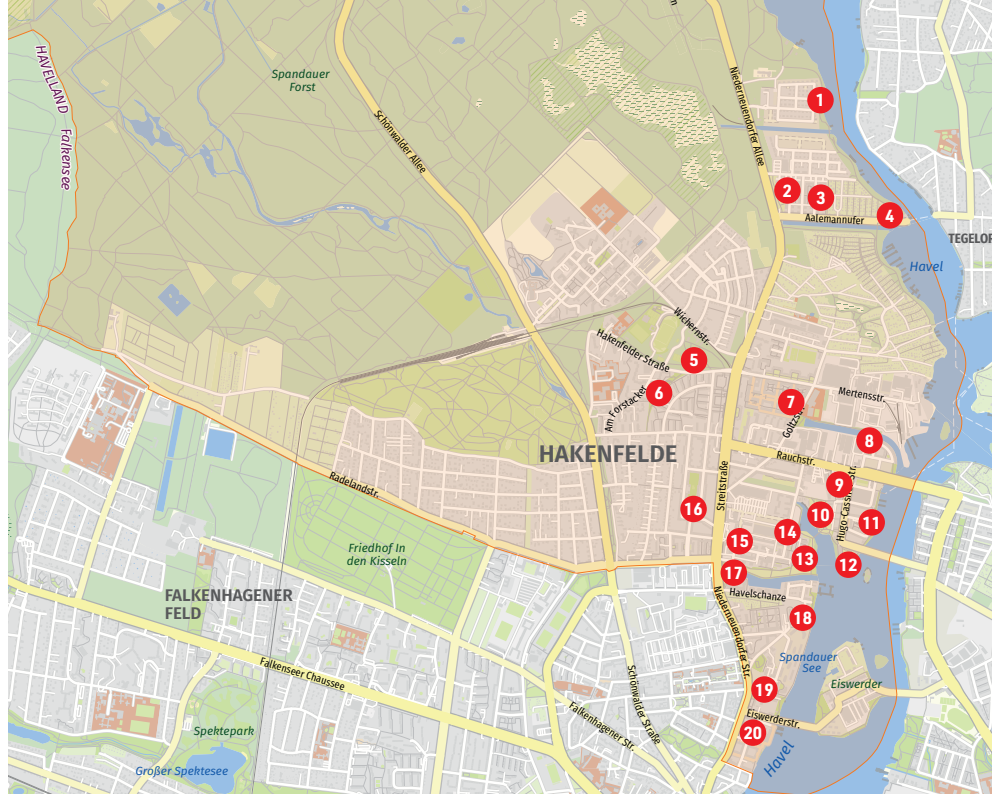 n
HAVELLAND
Falkensee
Spandauer
Forst
Schönwalder Allee
Niederneuendorfer Allee
1
2
3
4
Aalemannufer
TEGELOR
Havel
Wichernstr.
Hakenfelder Straße
5
Am Forstacker
6
7
Mertensstr.
Goltzstr.
8
HAKENFELDE
Rauchstr.
Streitstraße
9
Radelandstr.
16
10
Hugo-Cassirer-Str.
11
14
15
13
12
Friedhof In
den Kisseln
17
Havelschanze
FALKENHAGENER
FELD
Niederneuendorfer Str.
18
Spandauer
See
Falkenseer Chaussee
Schönwalder Straße
Eiswerder
19
Falkenhagener Str.
Eiswerderstr.
Spektepark
20
Havel
Großer Spektesee